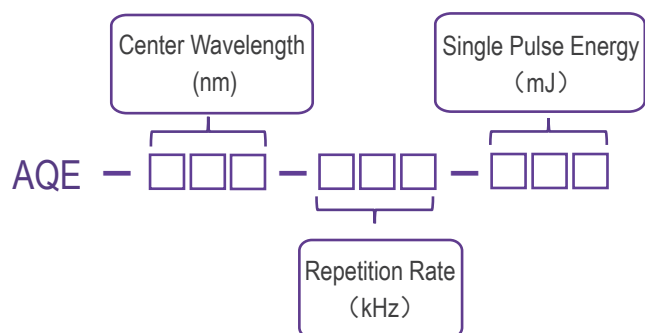 Center Wavelength
(nm)
Single Pulse Energy
（mJ）
AQE – □□□ – □□□ – □□□
Repetition Rate
（kHz）